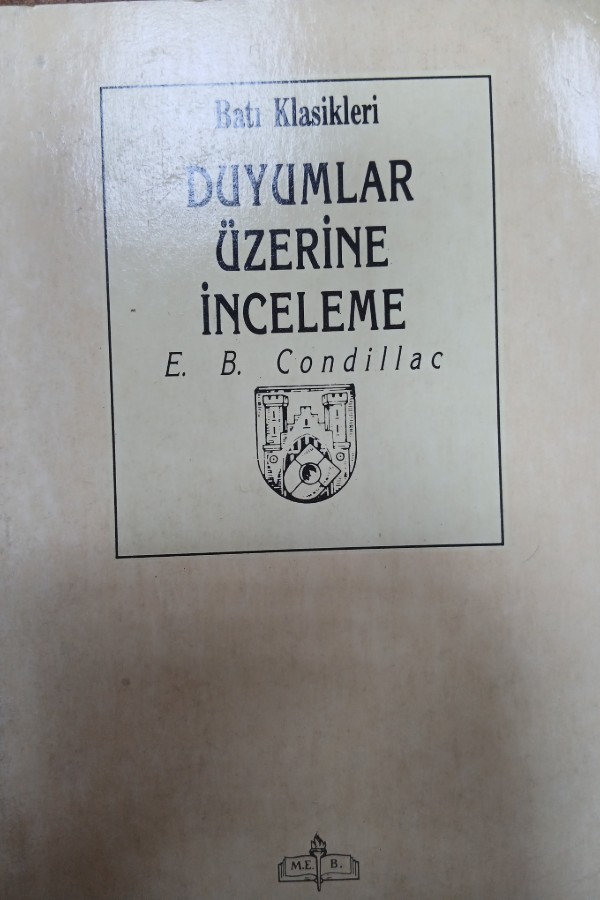 Batı Klasikleri
DUYUMLAR
ÜZERİNE
İNCELEME
E. B. Condillac
M.E. B.